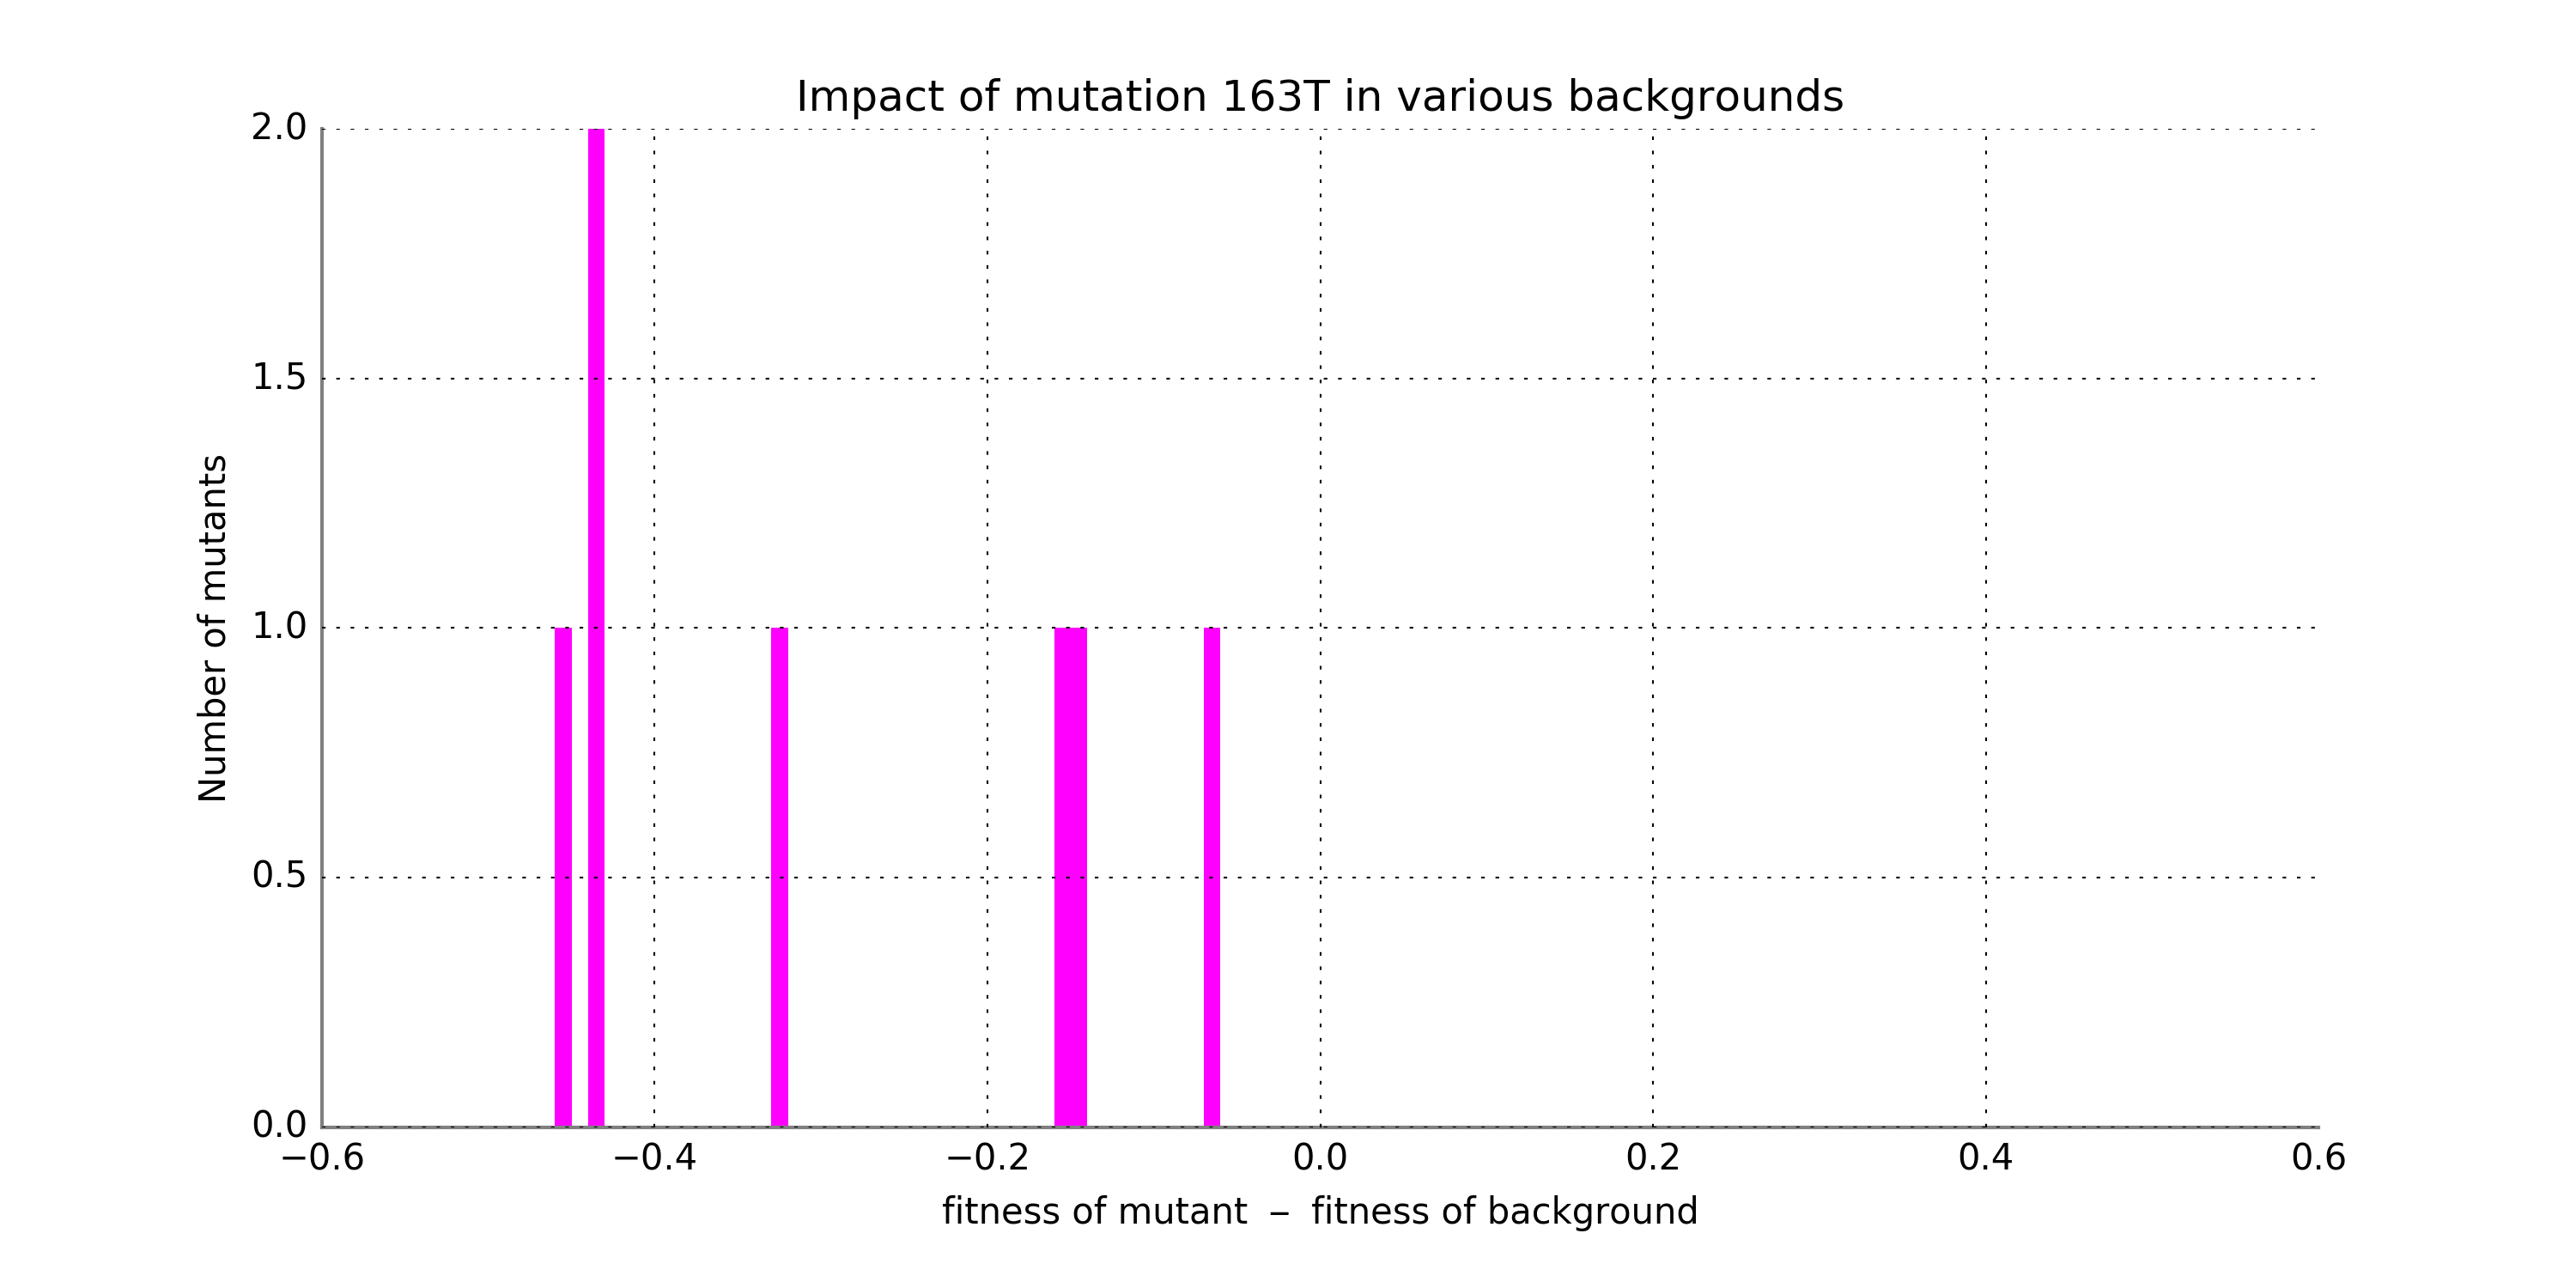 Impact of mutation 163T in various backgrounds
2.0
1.5
1.0
0.5
0.0
Number of mutants
−0.6 −0.4 −0.2 0.0 0.2 0.4 0.6
fitness of mutant − fitness of background